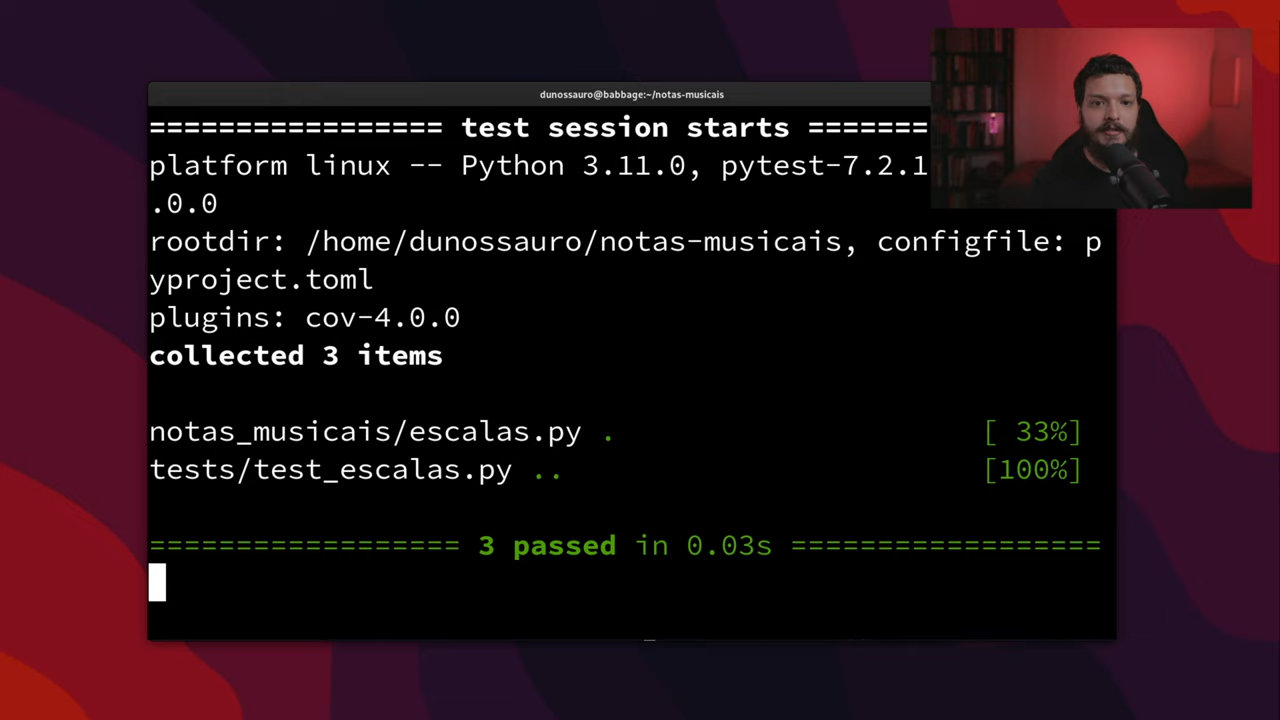 dunossauro@babbage:~/notas-musicais
================= test session starts =======
platform linux -- Python 3.11.0, pytest-7.2.1
.0.0
rootdir: /home/dunossauro/notas-musicais, configfile: p
yproject.toml
plugins: cov-4.0.0
collected 3 items
notas_musicais/escalas.py . [ 33%]
tests/test_escalas.py .. [100%]
================== 3 passed in 0.03s ==================